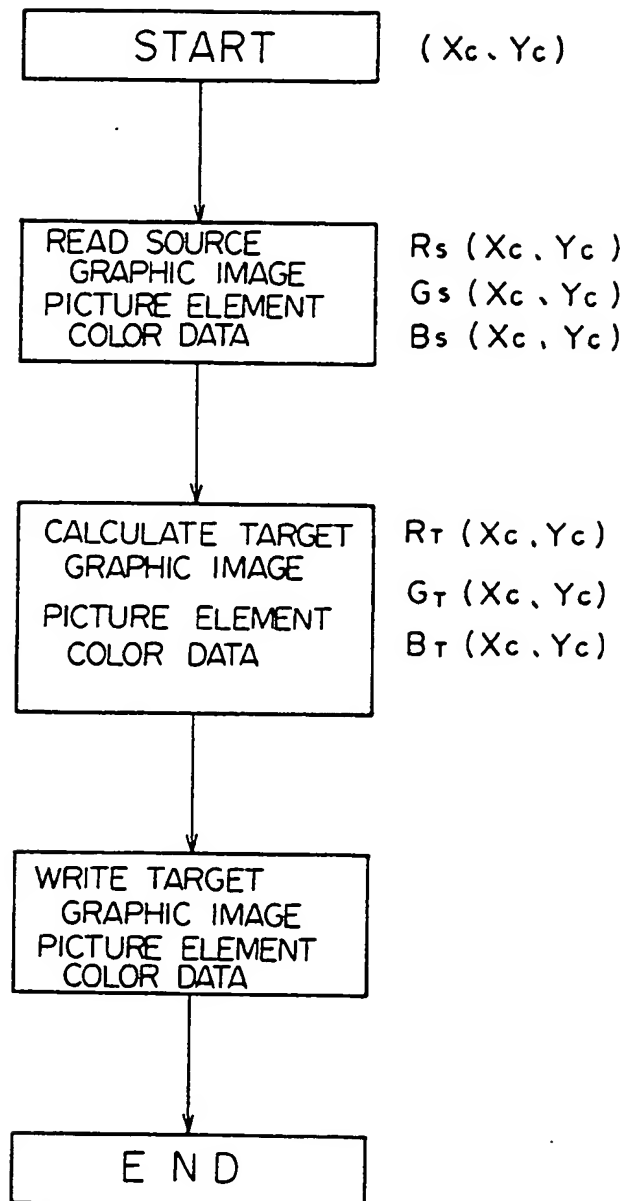 START (Xc、Yc)
READ SOURCE Rs (Xc、Yc)
GRAPHIC IMAGE Gs (Xc、Yc)
PICTURE ELEMENT
COLOR DATA Bs (Xc、Yc)
CALCULATE TARGET RT (Xc、Yc)
GRAPHIC IMAGE
GT (Xc、Yc)
PICTURE ELEMENT
COLOR DATA BT (Xc、Yc)
WRITE TARGET
GRAPHIC IMAGE
PICTURE ELEMENT
COLOR DATA
END